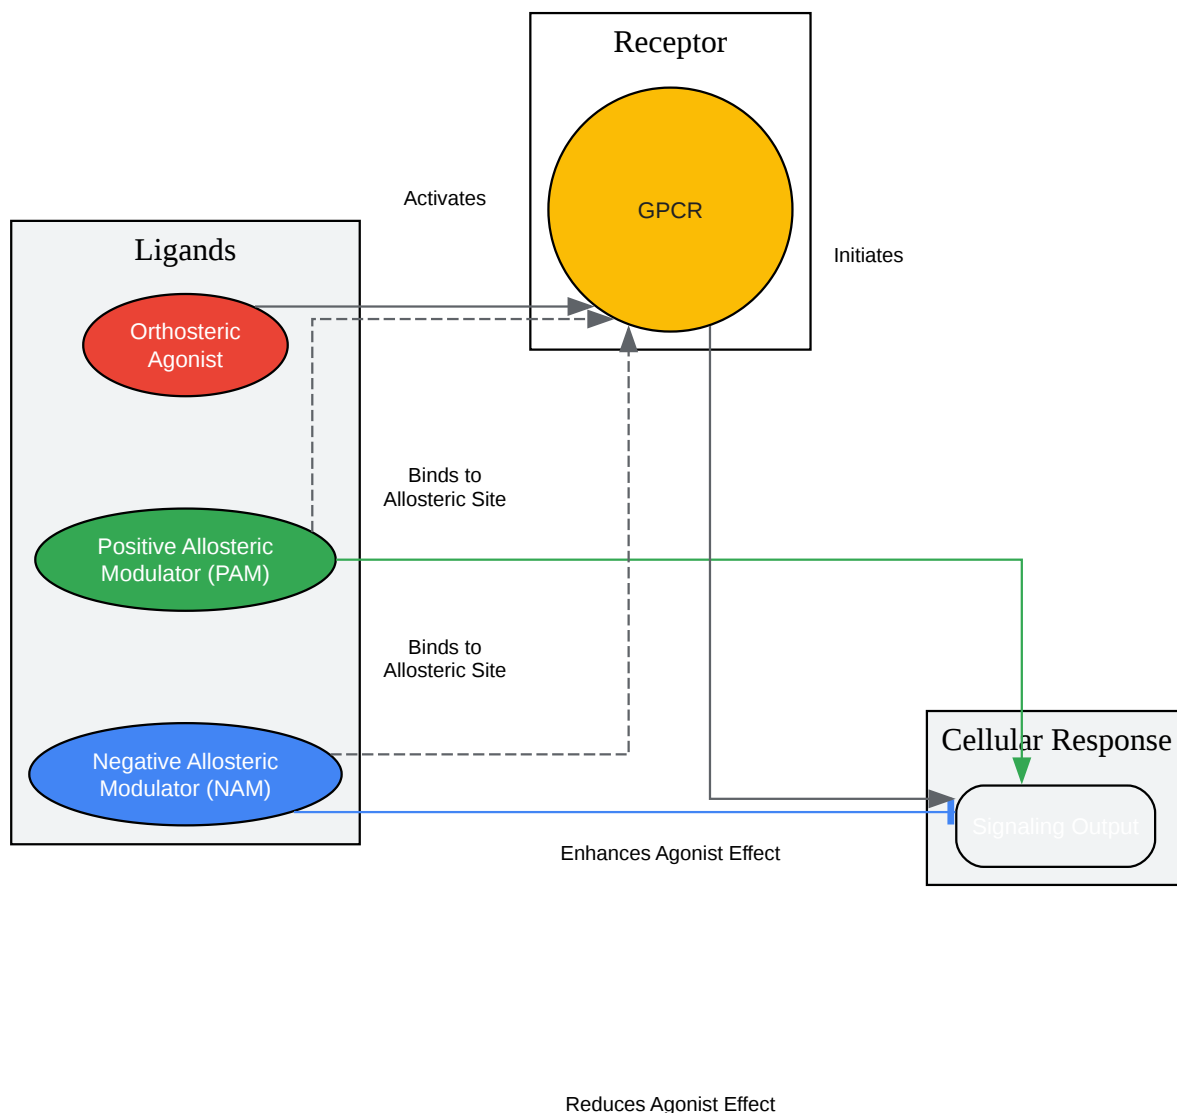 Receptor
GPCR
Activates
Initiates
Ligands
Orthosteric
Agonist
Binds to
Allosteric Site
Positive Allosteric
Modulator (PAM)
Binds to
Allosteric Site
Negative Allosteric
Modulator (NAM)
Cellular Response
Signaling Output
Enhances Agonist Effect
Reduces Agonist Effect